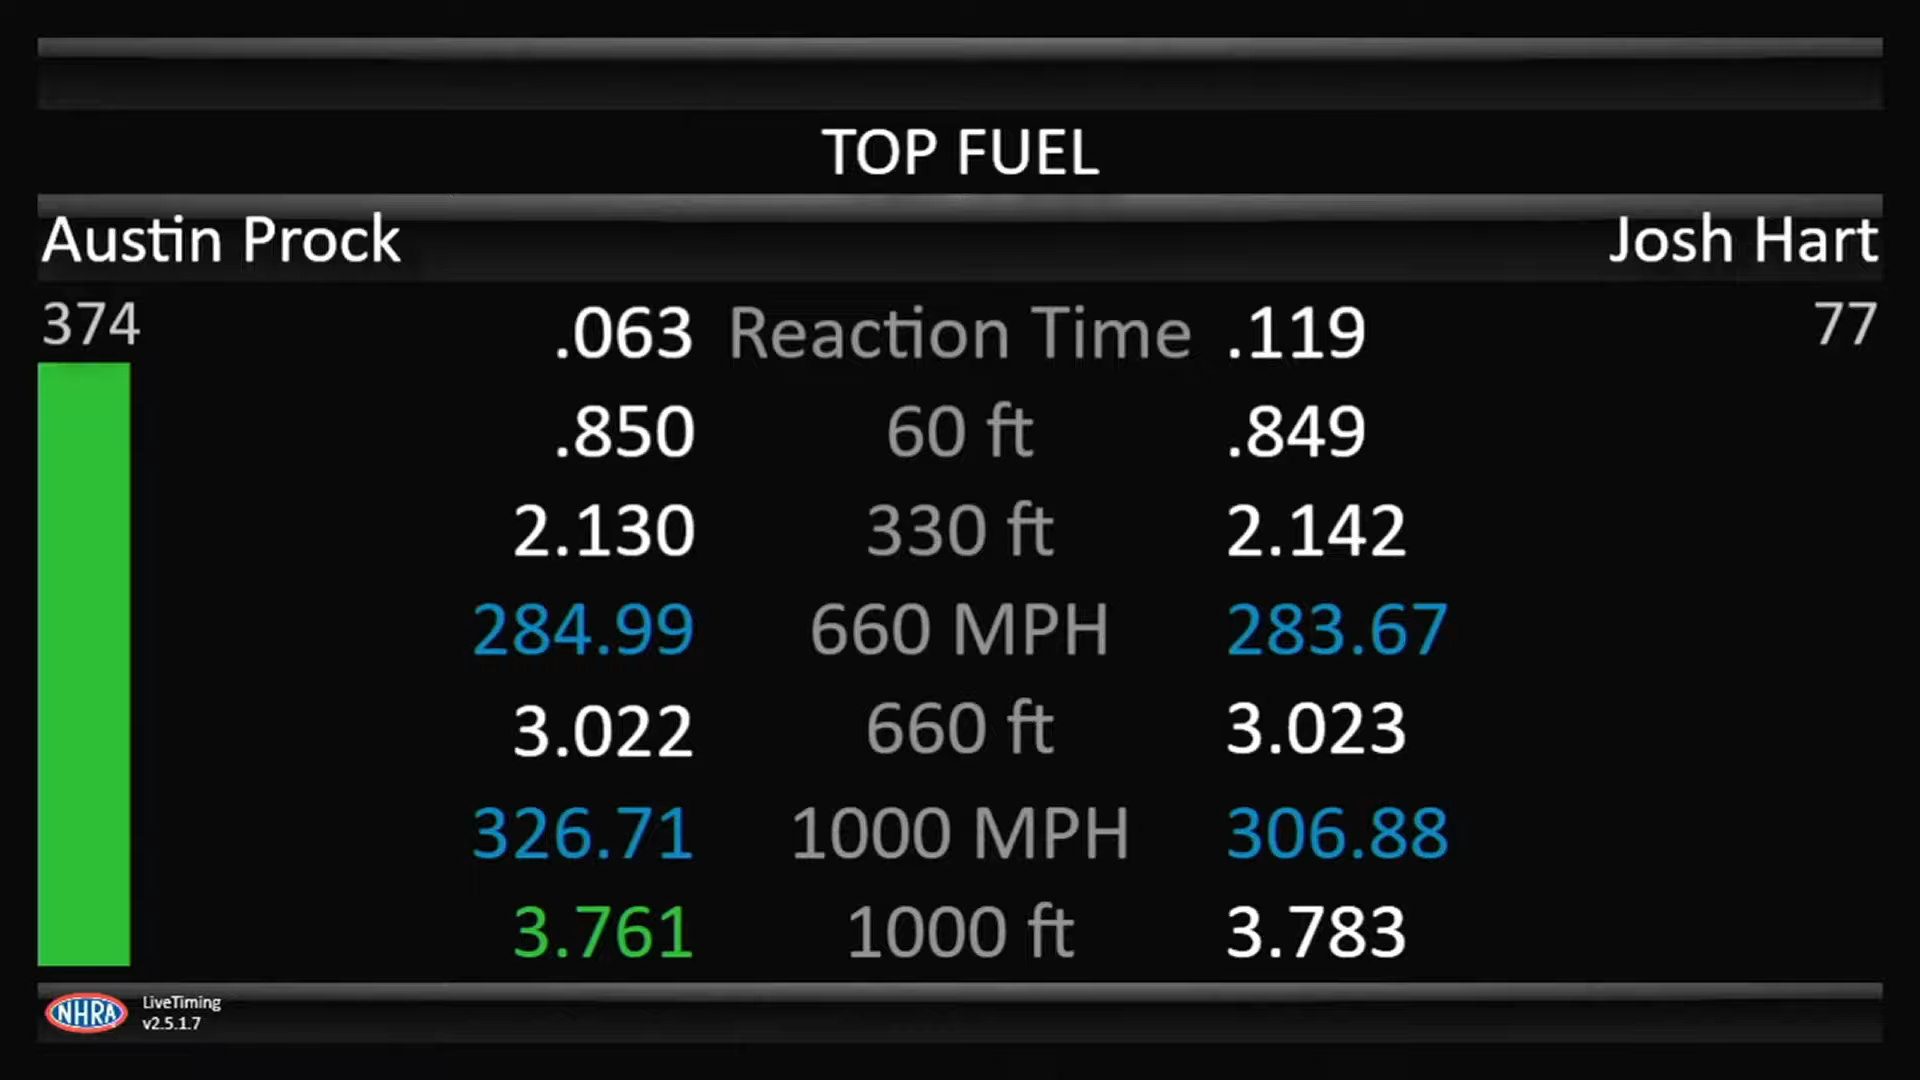 TOP FUEL
Austin Prock Josh Hart
374 77
.063 Reaction Time .119
.850 60 ft .849
2.130 330 ft 2.142
284.99 660 MPH 283.67
3.022 660 ft 3.023
326.71 1000 MPH 306.88
3.761 1000 ft 3.783
NHRA LiveTiming
v2.5.1.7